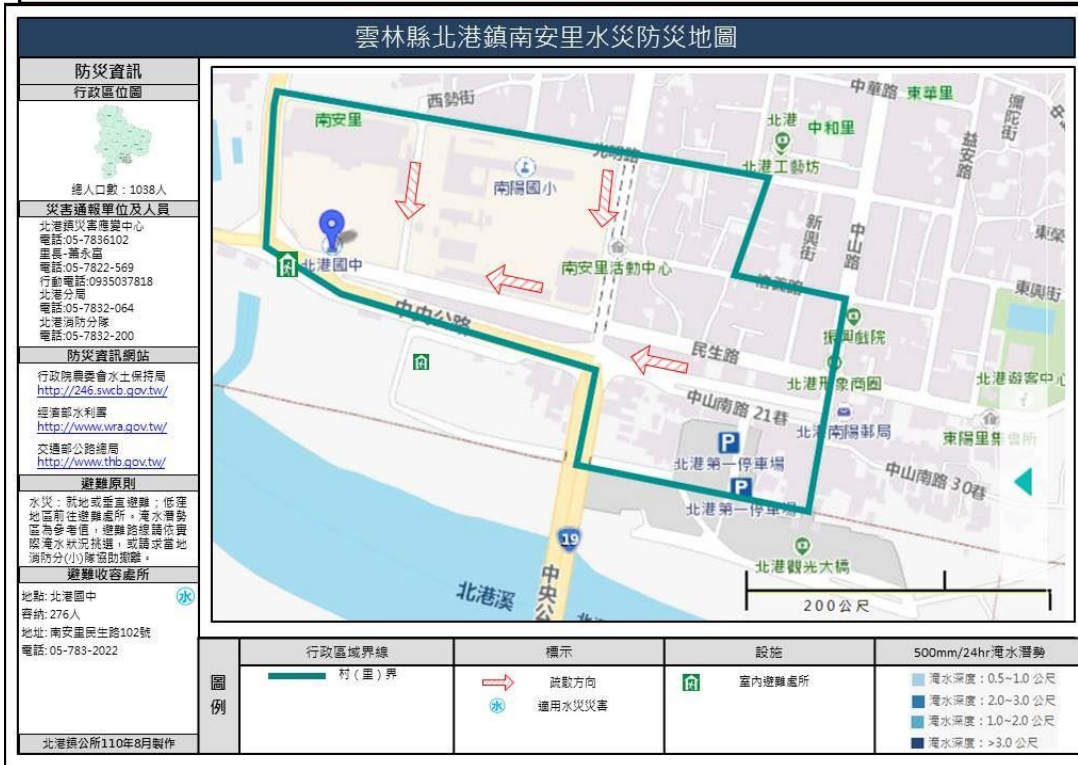 雲林縣北港鎮南安里水災防災地圖
防災資訊
行政區位圖
總人口數：1038人
災害通報單位及人員
北港鎮災害應變中心
電話:05-7836102
里長-蕭永富
電話:05-7822-569
行動電話:0935037818
北港分局
電話:05-7832-064
北港消防分隊
電話:05-7832-200
防災資訊網站
行政院農委會水土保持局
http://246.swcb.gov.tw/
經濟部水利署
http://www.wra.gov.tw/
交通部公路總局
http://www.thb.gov.tw/
避難原則
水災：就地或垂直避難；低窪
地區前往避難處所。淹水潛勢
區為參考值，避難路線請依實
際淹水狀況挑選，或請求當地
消防分(小)隊協助撤離。
避難收容處所
地點: 北港國中
水
容納: 276人
地址: 南安里民生路102號
電話: 05-783-2022
北港鎮公所110年8月製作
西勢街
南安里
光明路
南陽國小
北港國中
南安里活動中心
中央公路
北港
北港工藝坊
中和里
中華路
東華里
益安路
彌陀街
新興街
中山路
東榮
信義路
東興街
振興戲院
民生路
北港形象商圈
北港遊客中心
中山南路 21巷
北港南陽郵局
東陽里集會所
P
北港第一停車場
P
北港第一停車場
中山南路 30巷
19
中央公
北港溪
北港觀光大橋
200公尺
圖例
行政區域界線
村（里）界
標示
疏散方向
水
適用水災災害
設施
室內避難處所
500mm/24hr淹水潛勢
淹水深度：0.5~1.0 公尺
淹水深度：2.0~3.0 公尺
淹水深度：1.0~2.0 公尺
淹水深度：>3.0 公尺